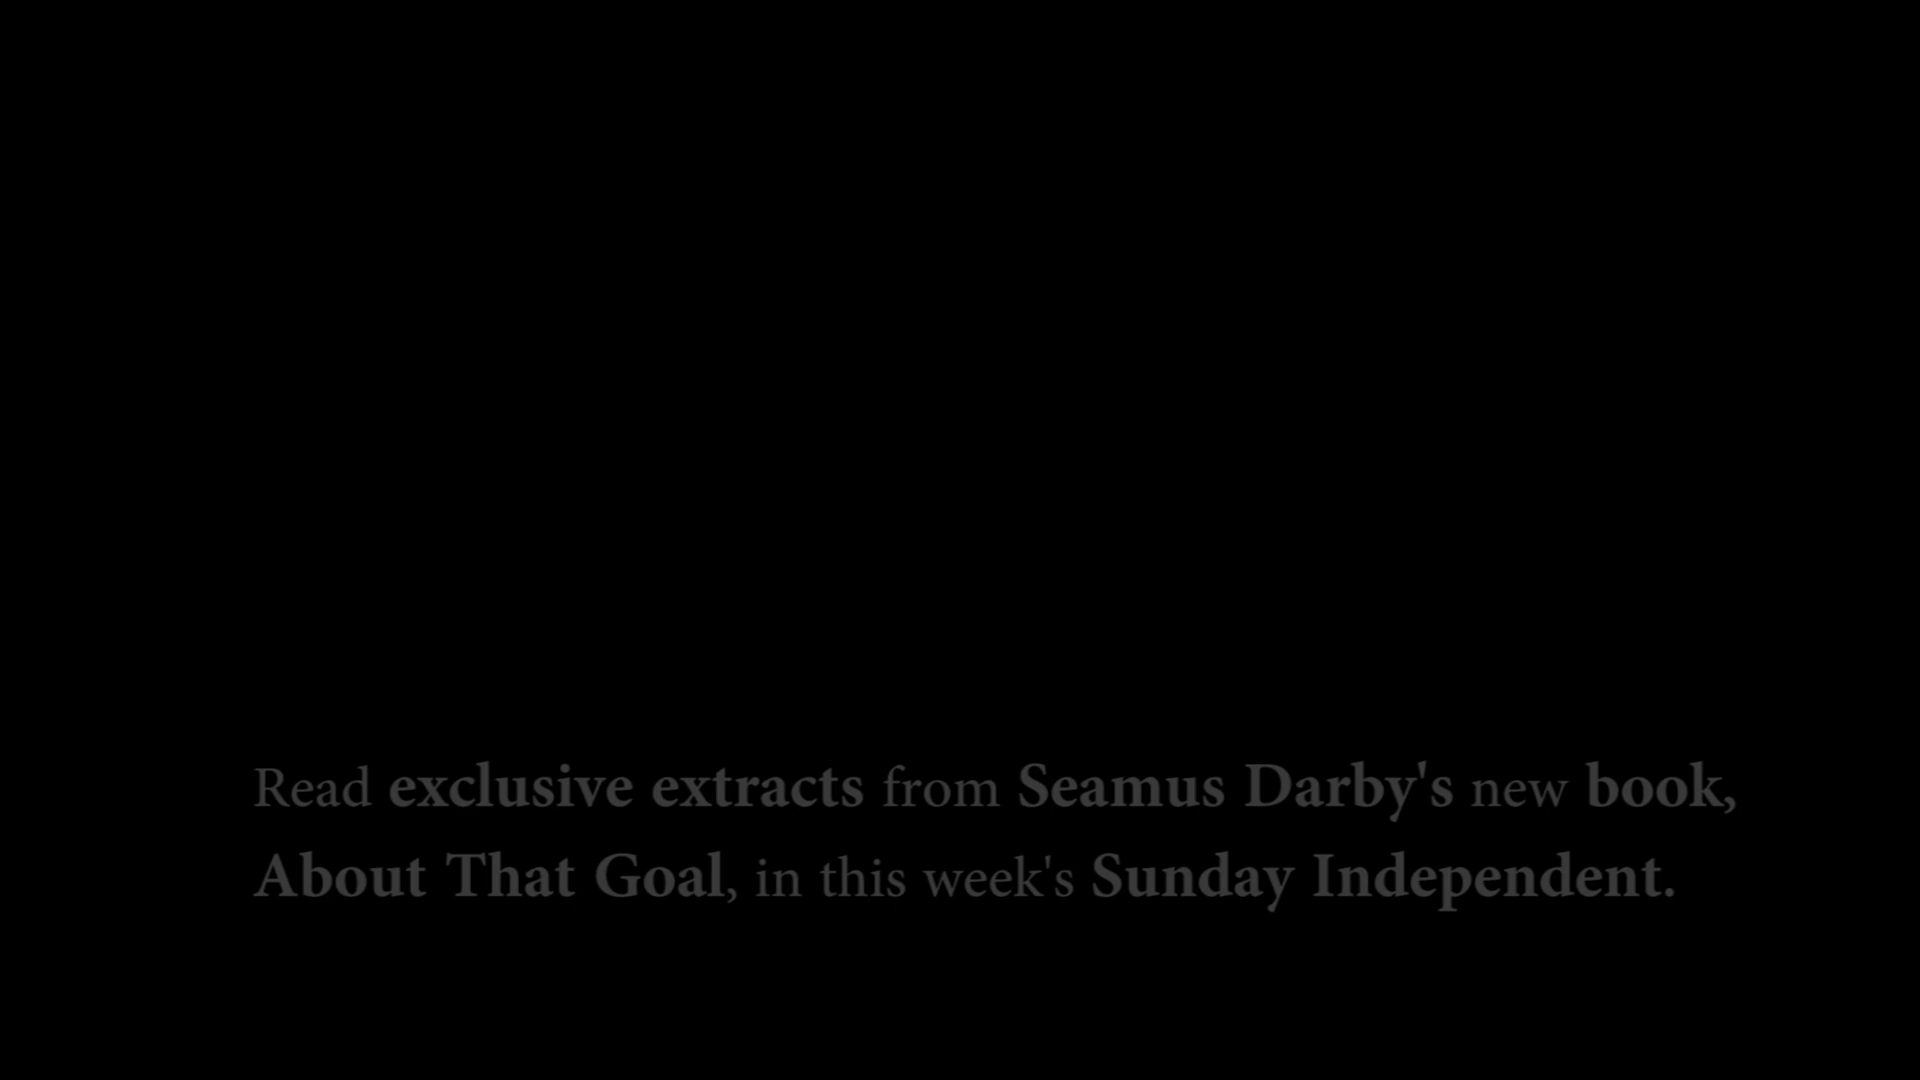 Read exclusive extracts from Seamus Darby's new book,
About That Goal, in this week's Sunday Independent.